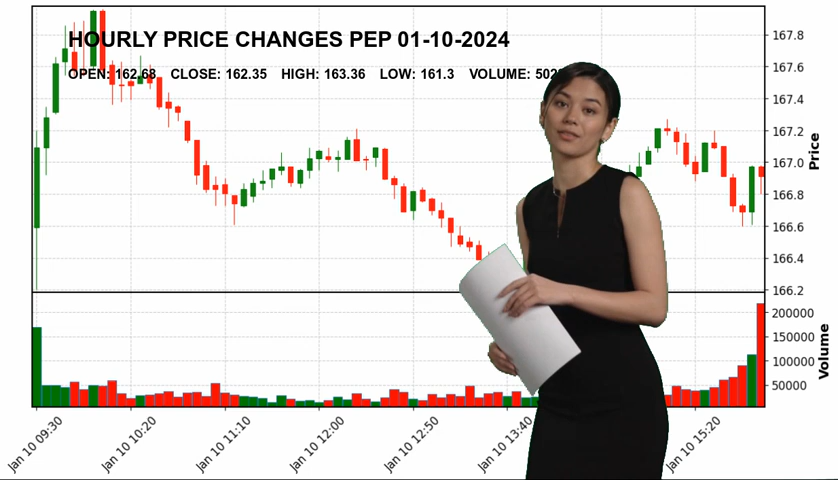 HOURLY PRICE CHANGES PEP 01-10-2024
OPEN: 162.68 CLOSE: 162.35 HIGH: 163.36 LOW: 161.3 VOLUME:
167.8
167.6
167.4
167.2
167.0
166.8
166.6
166.4
166.2
Price
200000
150000
100000
50000
Volume
Jan 10 09:30
Jan 10 10:20
Jan 10 11:10
Jan 10 12:00
Jan 10 12:50
Jan 10 13:40
Jan 10 15:20